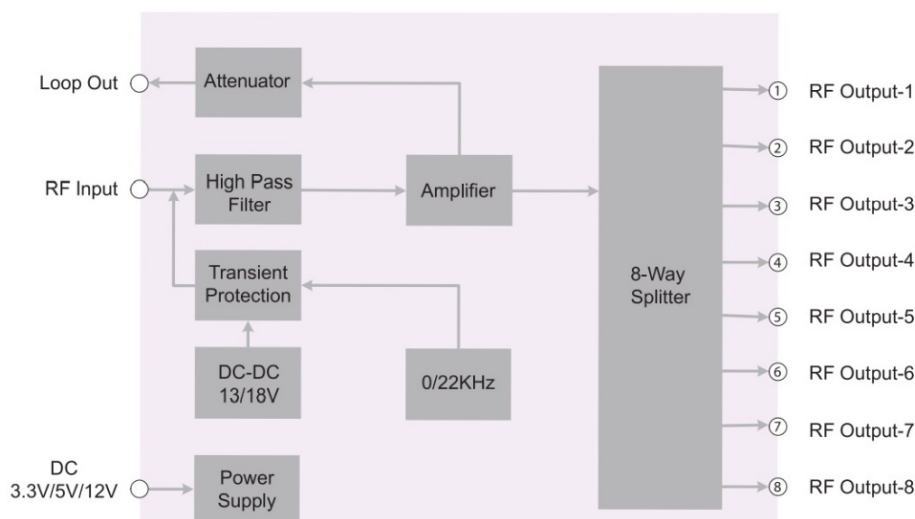 Loop Out
Attenuator
RF Input
High Pass
Filter
Amplifier
Transient
Protection
DC-DC
13/18V
0/22KHz
DC
3.3V/5V/12V
Power
Supply
8-Way
Splitter
1 RF Output-1
2 RF Output-2
3 RF Output-3
4 RF Output-4
5 RF Output-5
6 RF Output-6
7 RF Output-7
8 RF Output-8